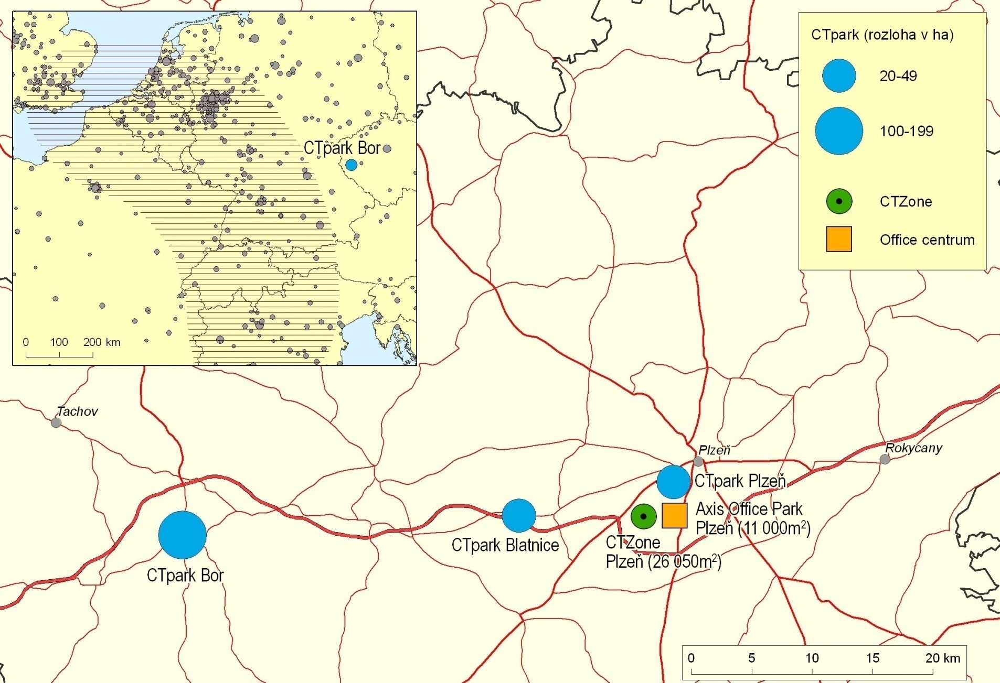 CTpark Bor
0 100 200 km
CTpark (rozloha v ha)
20-49
100-199
CTZone
Office centrum
Tachov
Plzeň
Rokycany
CTpark Plzeň
Axis Office Park
Plzeň (11 000m²)
CTZone
Plzeň (26 050m²)
CTpark Blatnice
CTpark Bor
0 5 10 15 20 km